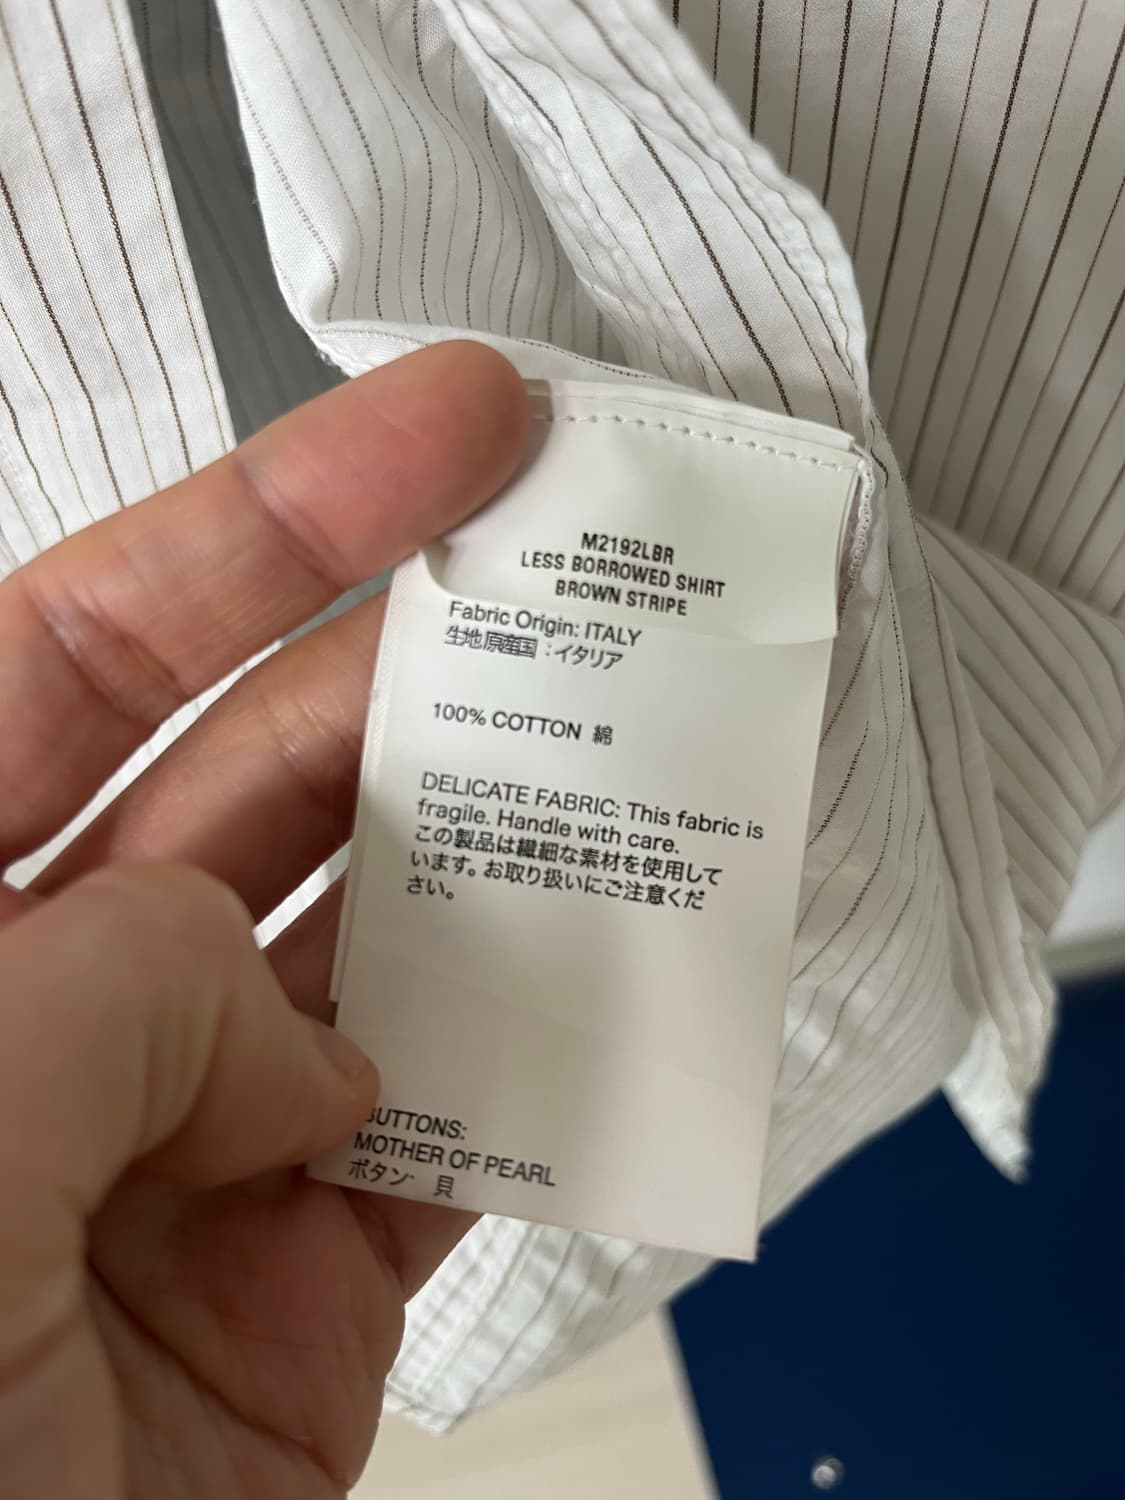 M2192LBR
LESS BORROWED SHIRT
BROWN STRIPE
Fabric Origin: ITALY
生地原産国 : イタリア
100% COTTON 綿
DELICATE FABRIC: This fabric is
fragile. Handle with care.
この製品は繊細な素材を使用して
います。お取り扱いにご注意くだ
さい。
BUTTONS:
MOTHER OF PEARL
ボタン 貝